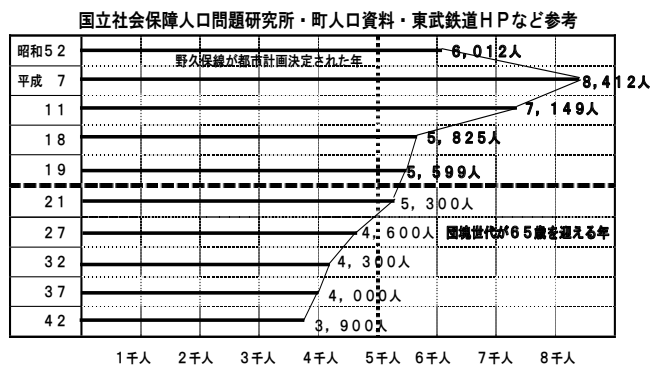 国立社会保障人口問題研究所・町人口資料・東武鉄道HPなど参考
昭和52
野久保線が都市計画決定された年
6,012人
平成 7
8,412人
11
7,149人
18
5,825人
19
5,599人
21
5,300人
27
4,600人 団塊世代が65歳を迎える年
32
4,300人
37
4,000人
42
3,900人
1千人 2千人 3千人 4千人 5千人 6千人 7千人 8千人